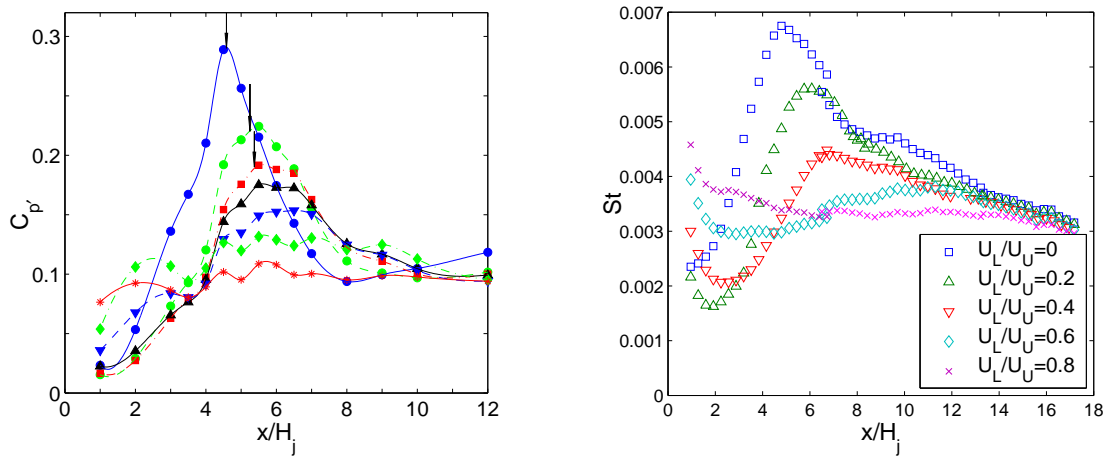 0.3
0.2
0.1
0
C_p′
0 2 4 6 8 10 12
x/H_j
0.007
0.006
0.005
0.004
0.003
0.002
0.001
0
St
0 2 4 6 8 10 12 14 16 18
x/H_j
U_L/U_U=0
U_L/U_U=0.2
U_L/U_U=0.4
U_L/U_U=0.6
U_L/U_U=0.8